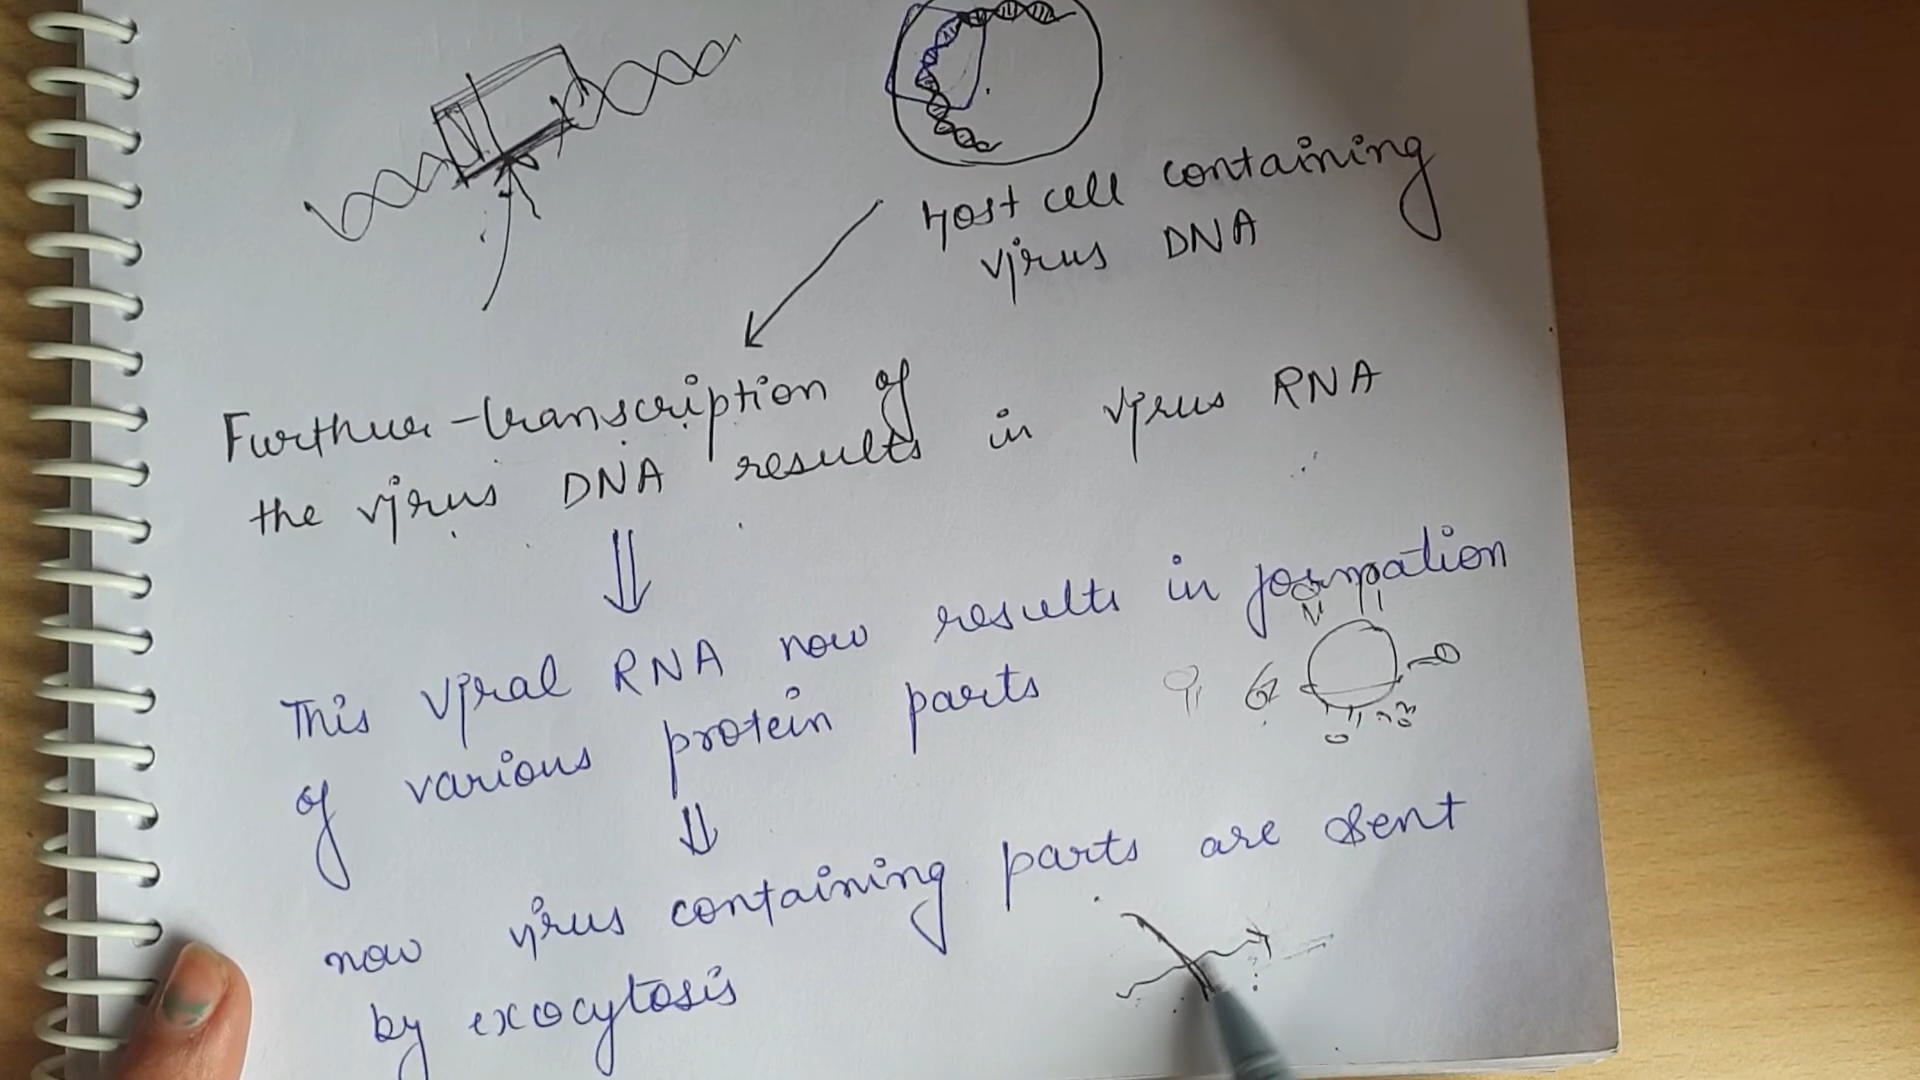 Host cell containing
virus DNA
Further transcription of
the virus DNA results in virus RNA
This viral RNA now results in formation
of various protein parts
now virus containing parts are sent
by exocytosis